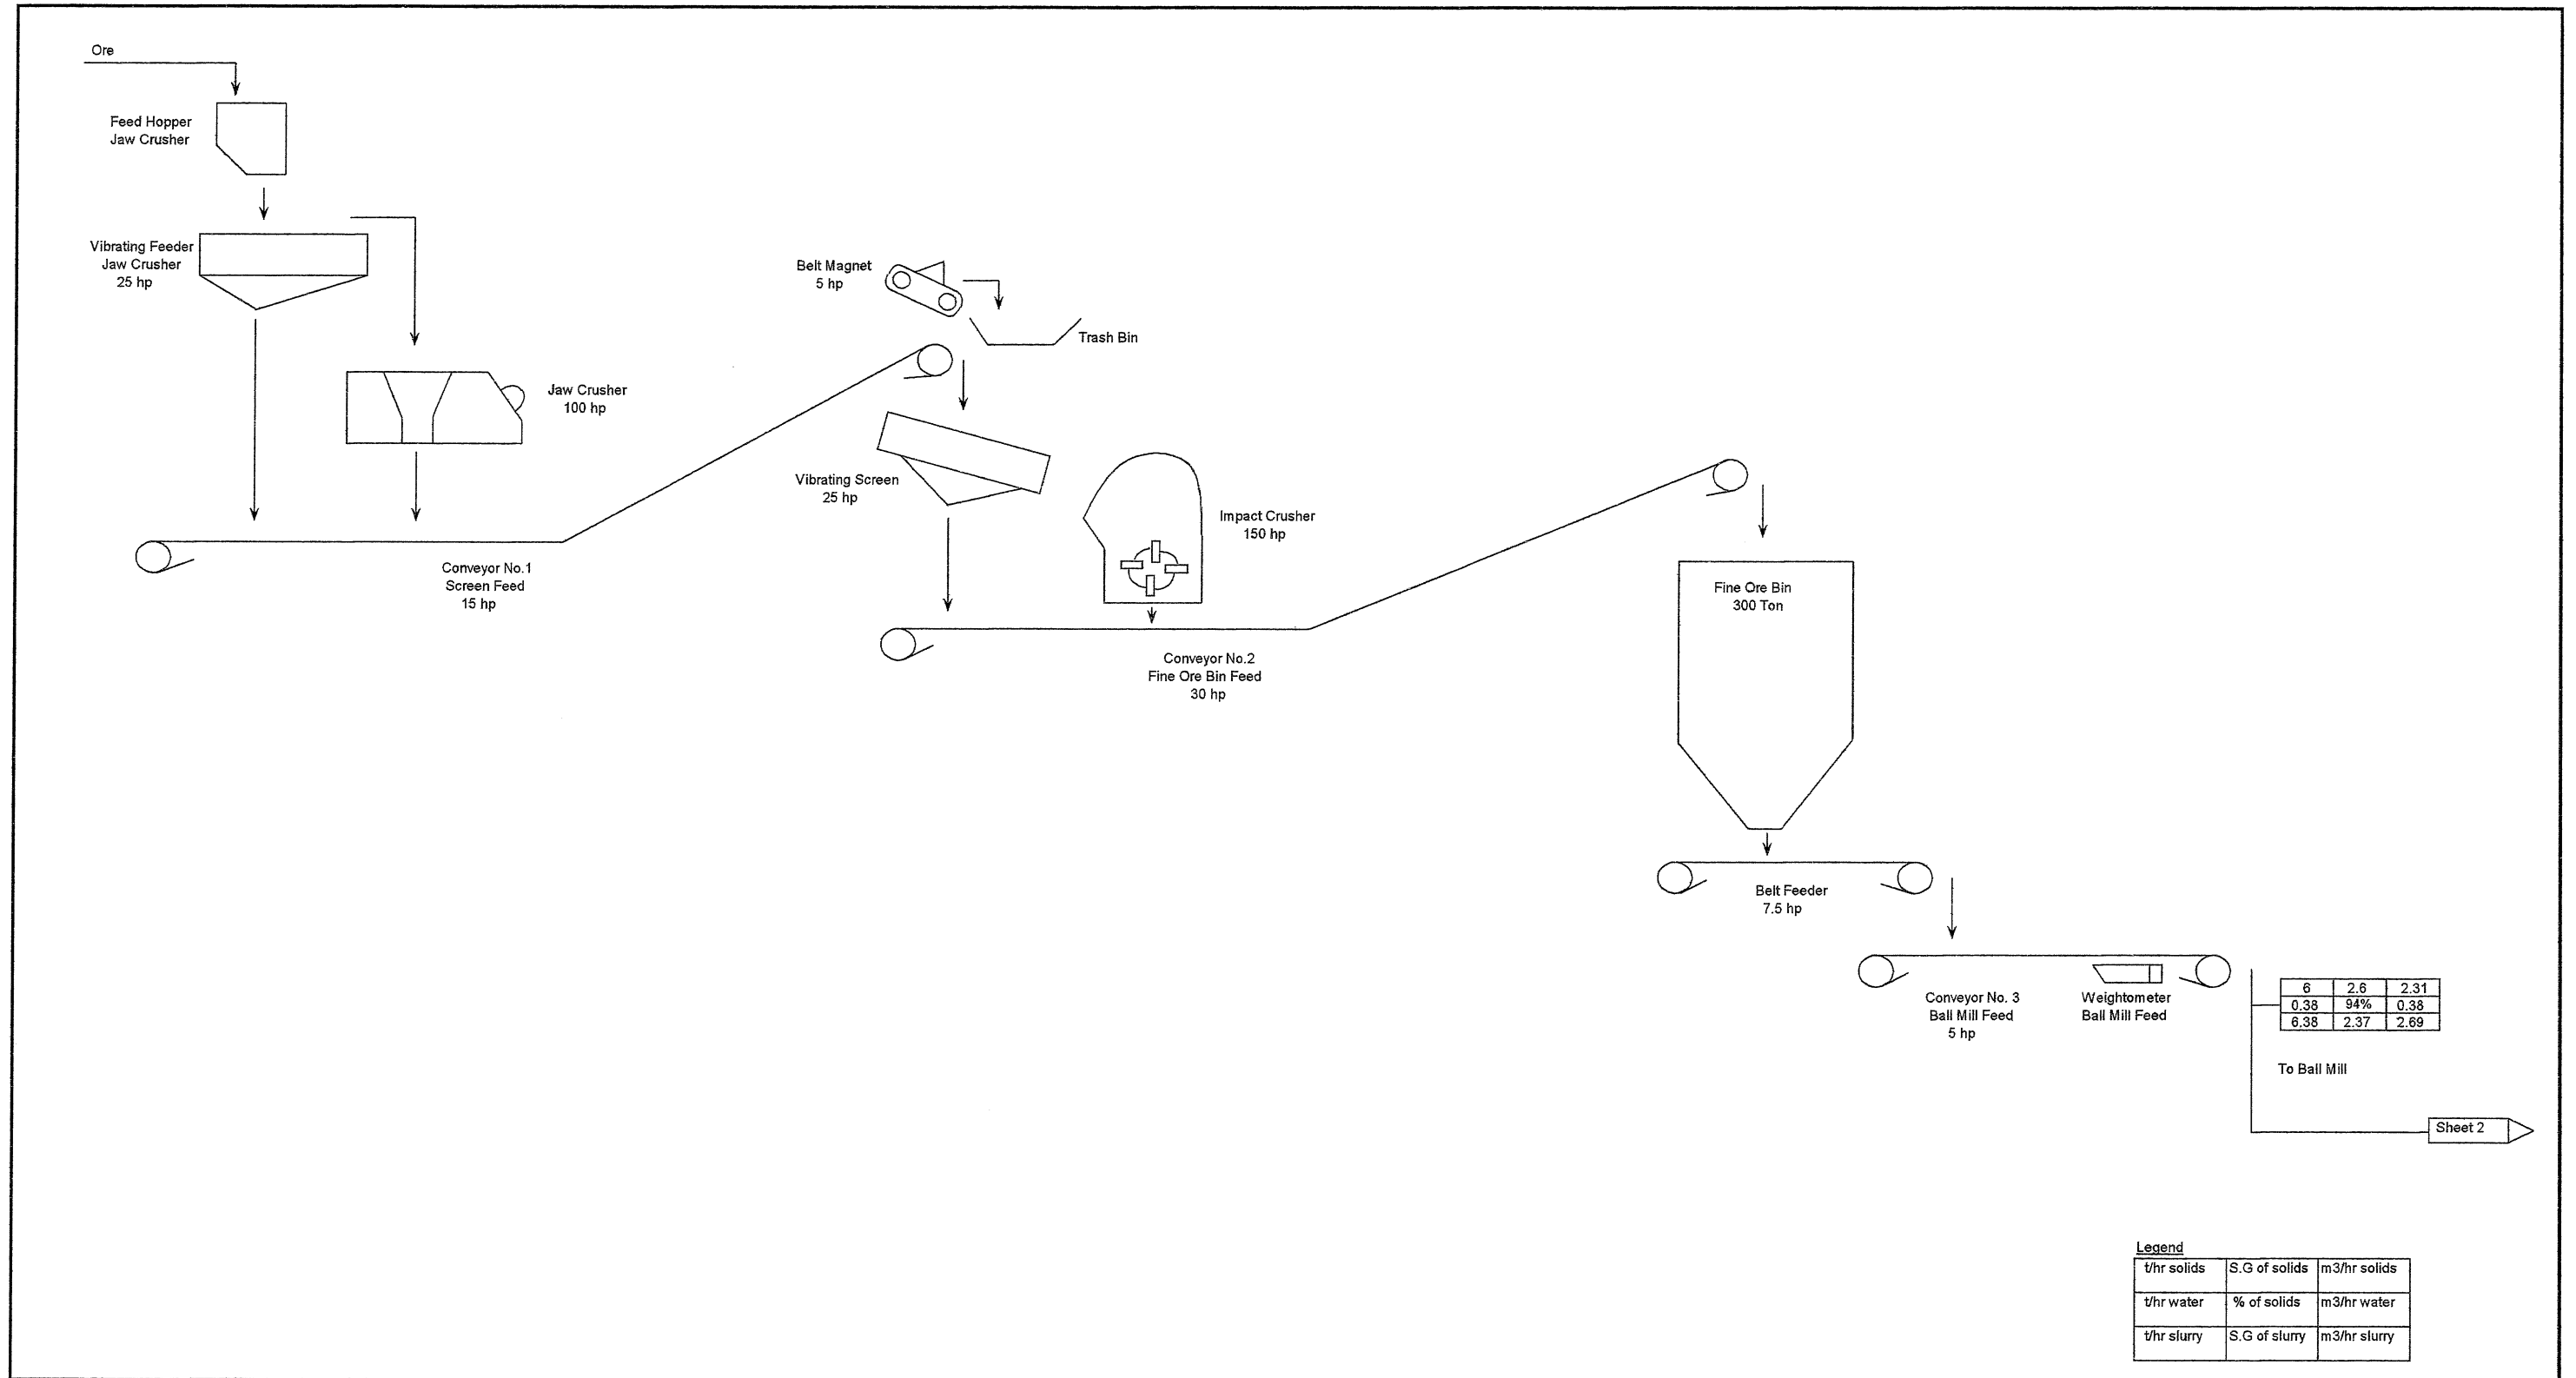 Ore
Feed Hopper
Jaw Crusher
Vibrating Feeder
Jaw Crusher
25 hp
Jaw Crusher
100 hp
Conveyor No.1
Screen Feed
15 hp
Belt Magnet
5 hp
Trash Bin
Vibrating Screen
25 hp
Impact Crusher
150 hp
Conveyor No.2
Fine Ore Bin Feed
30 hp
Fine Ore Bin
300 Ton
Belt Feeder
7.5 hp
Conveyor No. 3
Ball Mill Feed
5 hp
Weightometer
Ball Mill Feed
6 2.6 2.31
0.38 94% 0.38
6.38 2.37 2.69
To Ball Mill
Sheet 2
Legend
t/hr solids S.G of solids m3/hr solids
t/hr water % of solids m3/hr water
t/hr slurry S.G of slurry m3/hr slurry